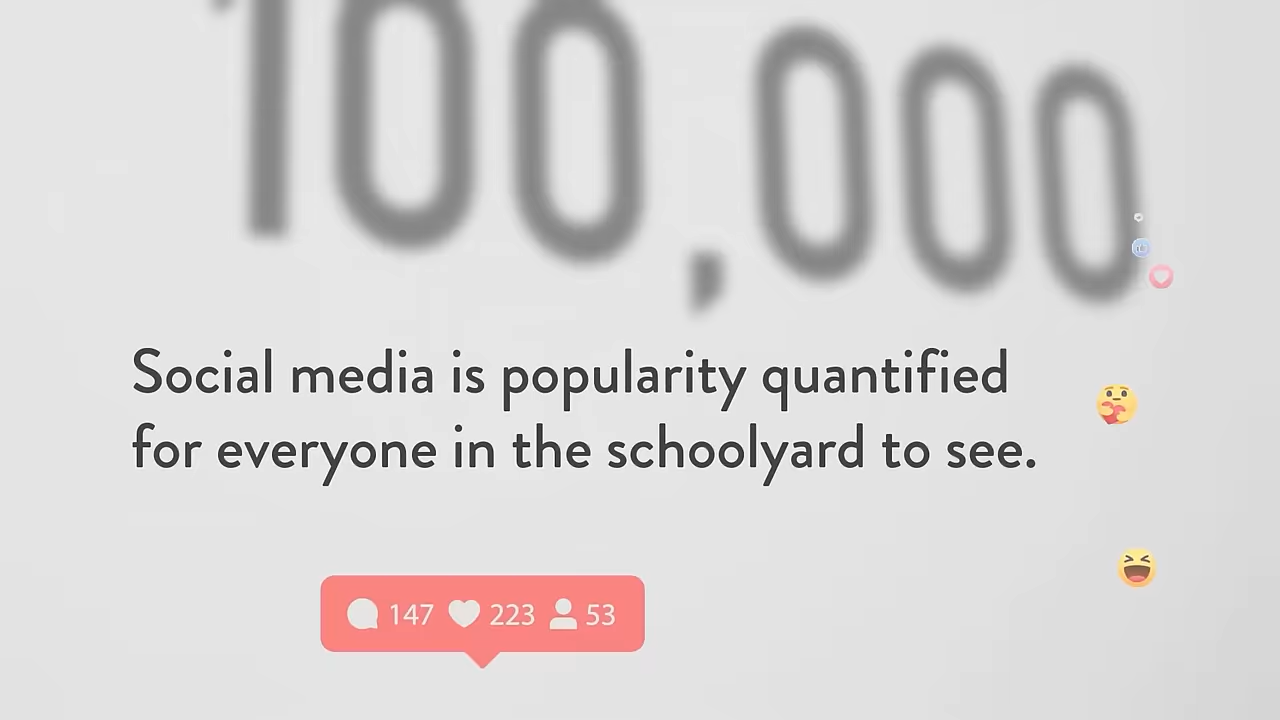 100,000
Social media is popularity quantified
for everyone in the schoolyard to see.
147 223 53